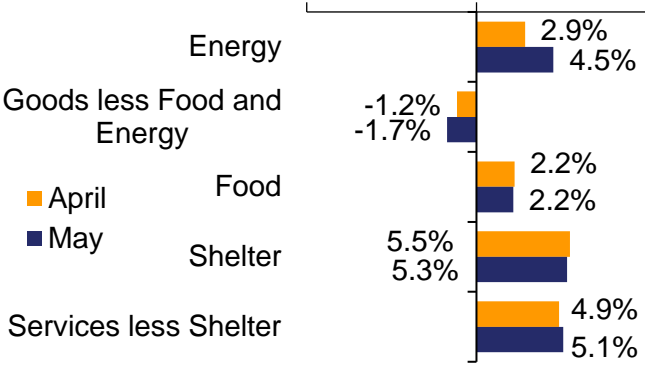 Energy
2.9%
4.5%
Goods less Food and
Energy
-1.2%
-1.7%
Food
2.2%
2.2%
April
May
Shelter
5.5%
5.3%
Services less Shelter
4.9%
5.1%